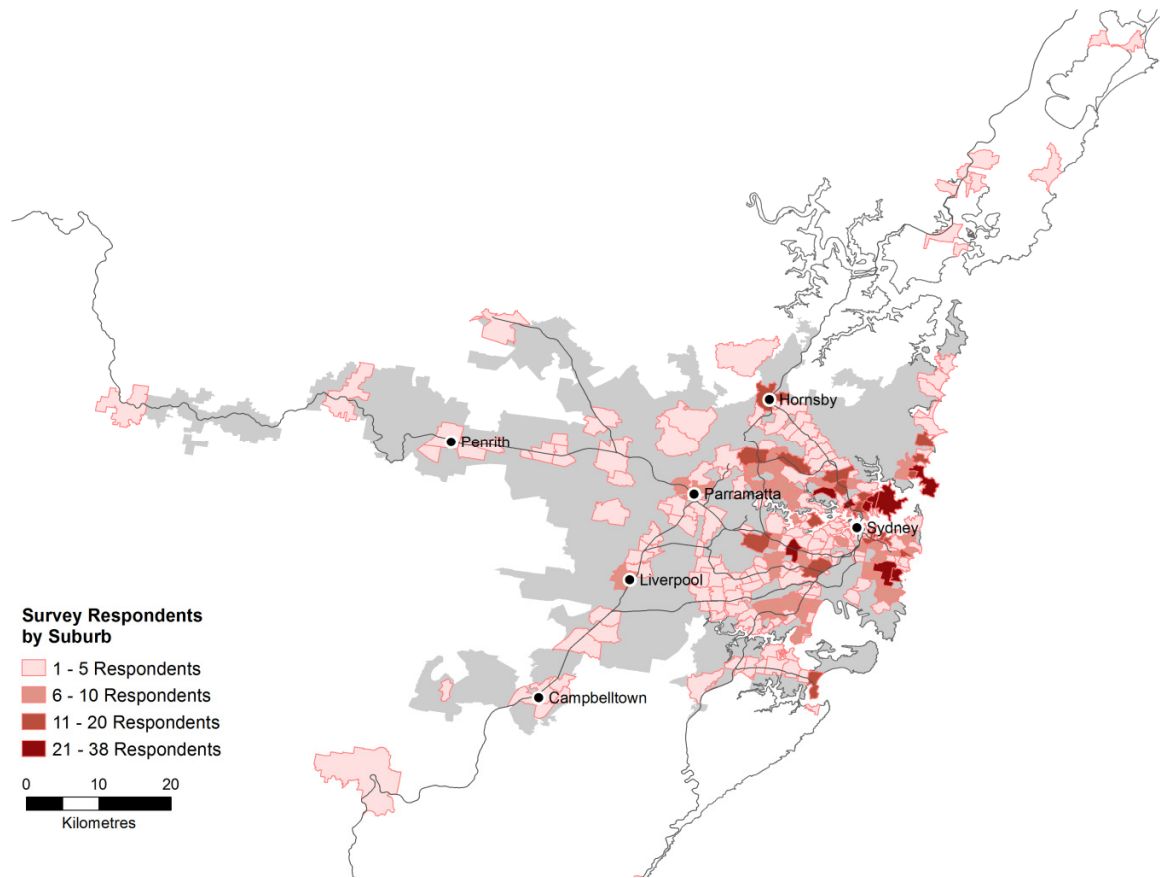 Hornsby
Penrith
Parramatta
Sydney
Liverpool
Campbelltown
Survey Respondents
by Suburb
1 - 5 Respondents
6 - 10 Respondents
11 - 20 Respondents
21 - 38 Respondents
0 10 20
Kilometres